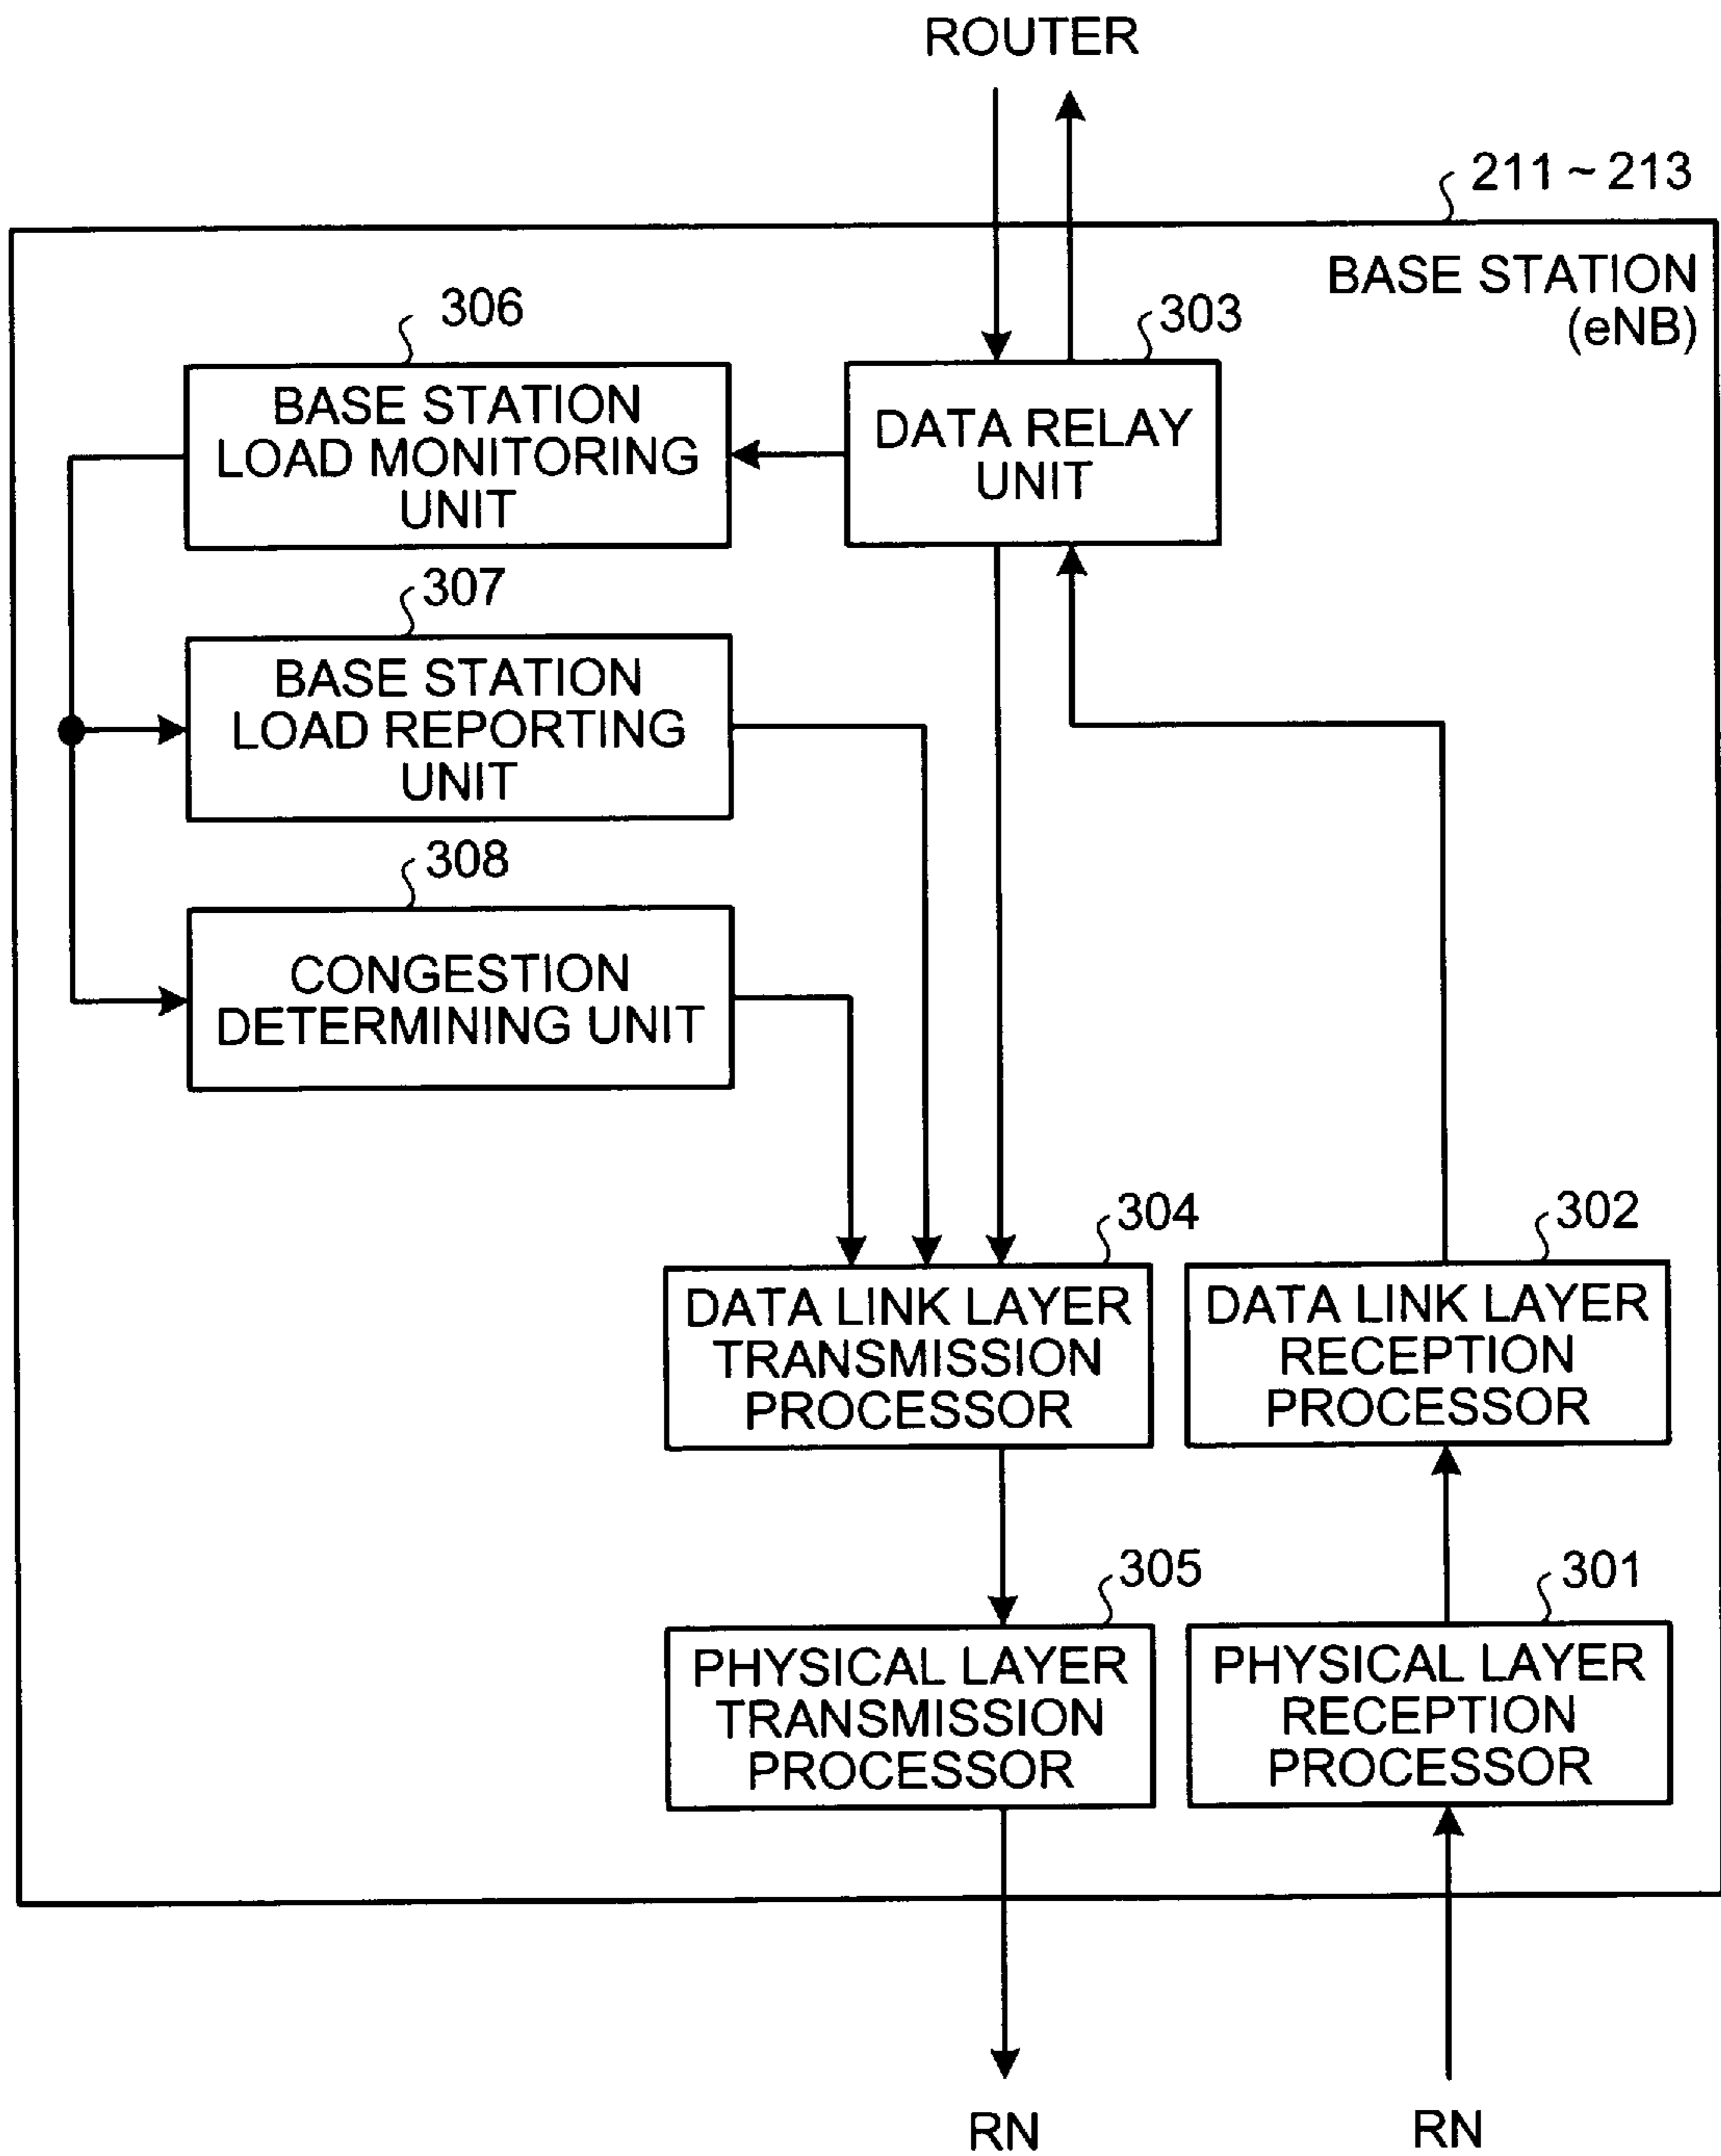 ROUTER
211 ~ 213
BASE STATION
(eNB)
306
303
BASE STATION
LOAD MONITORING
UNIT
DATA RELAY
UNIT
307
BASE STATION
LOAD REPORTING
UNIT
308
CONGESTION
DETERMINING UNIT
304
302
DATA LINK LAYER
TRANSMISSION
PROCESSOR
DATA LINK LAYER
RECEPTION
PROCESSOR
305
301
PHYSICAL LAYER
TRANSMISSION
PROCESSOR
PHYSICAL LAYER
RECEPTION
PROCESSOR
RN
RN